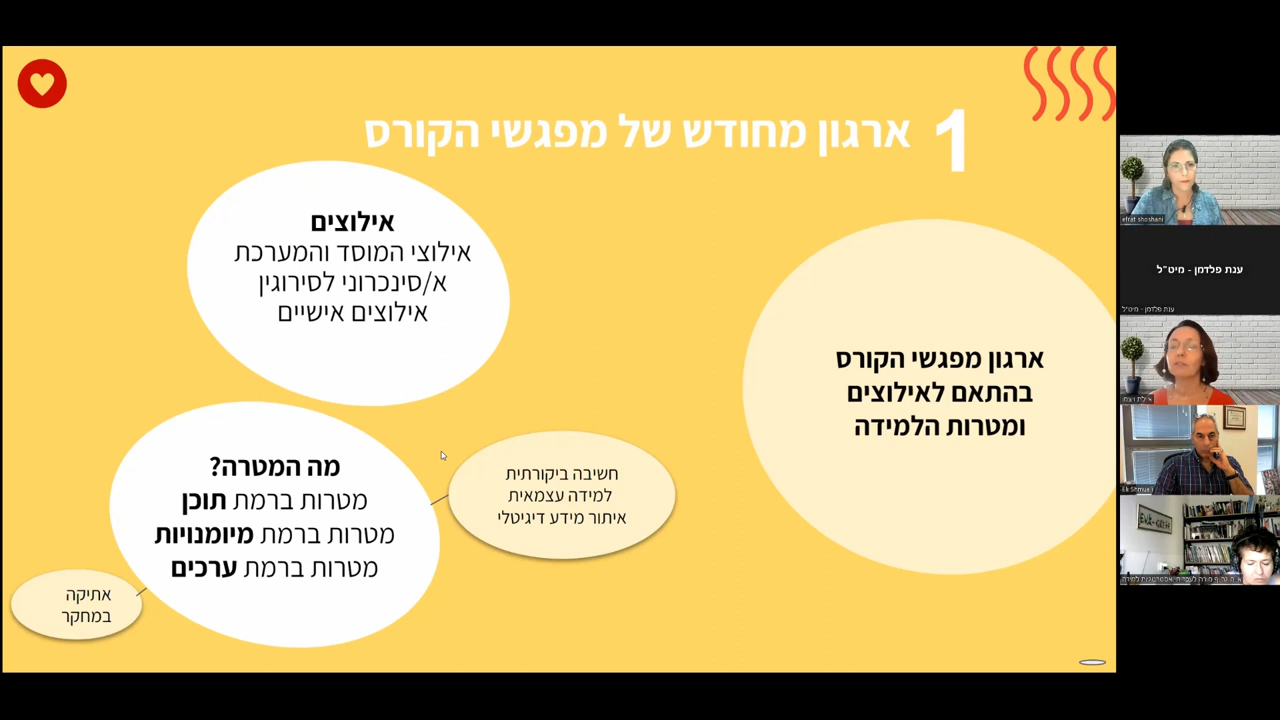 1 ארגון מחודש של מפגשי הקורס
אילוצים
אילוצי המוסד והמערכת
א/סינכרוני לסירוגין
אילוצים אישיים
ארגון מפגשי הקורס
בהתאם לאילוצים
ומטרות הלמידה
מה המטרה?
מטרות ברמת תוכן
מטרות ברמת מיומנויות
מטרות ברמת ערכים
חשיבה ביקורתית
למידה עצמאית
איתור מידע דיגיטלי
אתיקה
במחקר
efrat shoshani
ענת פלדמן - מיט"ל
ענת פלדמן - מיט"ל
Eli Shmueli